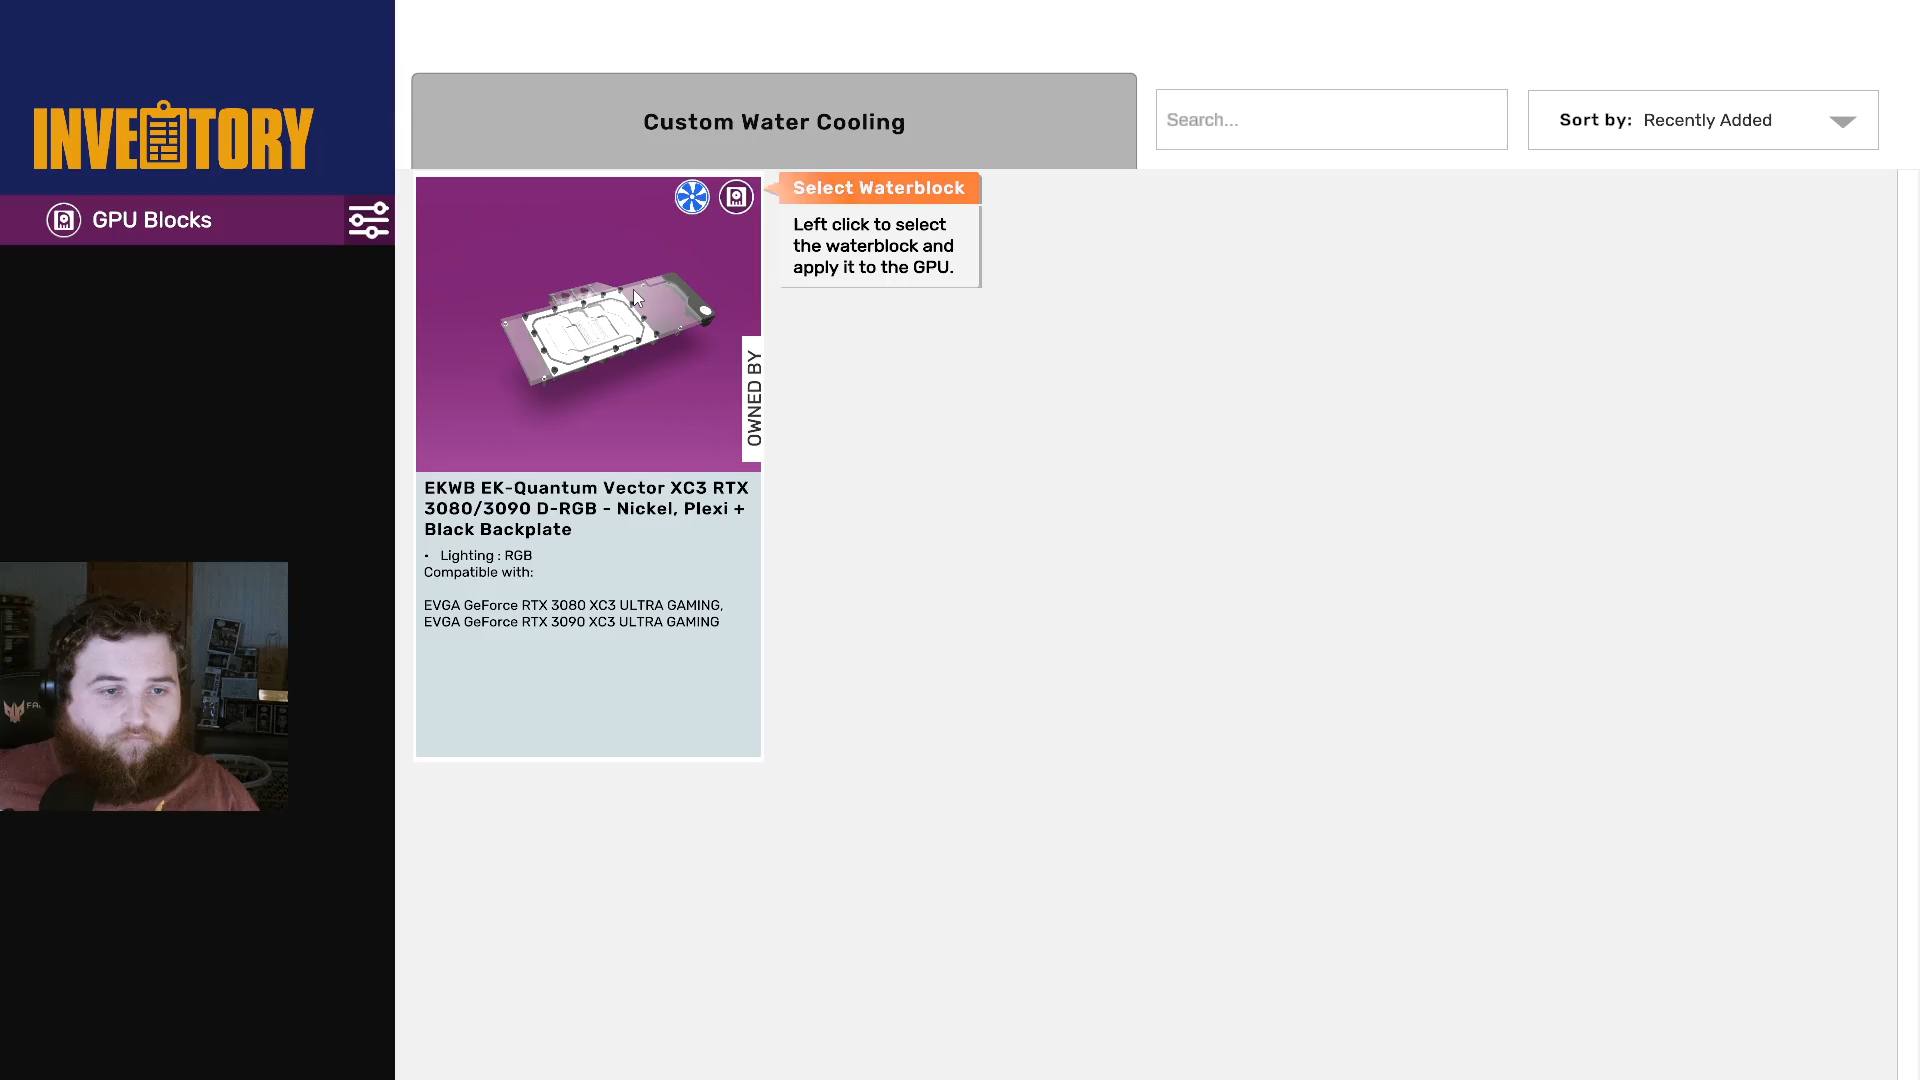 INVENTORY
GPU Blocks
Custom Water Cooling
Search...
Sort by: Recently Added
Select Waterblock
Left click to select
the waterblock and
apply it to the GPU.
OWNED BY
EKWB EK-Quantum Vector XC3 RTX
3080/3090 D-RGB - Nickel, Plexi +
Black Backplate
• Lighting : RGB
Compatible with:
EVGA GeForce RTX 3080 XC3 ULTRA GAMING,
EVGA GeForce RTX 3090 XC3 ULTRA GAMING